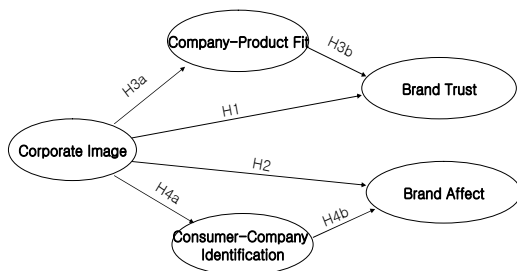 Company-Product Fit
H3b
H3a
Brand Trust
H1
Corporate Image
H2
Brand Affect
H4a
H4b
Consumer-Company
Identification